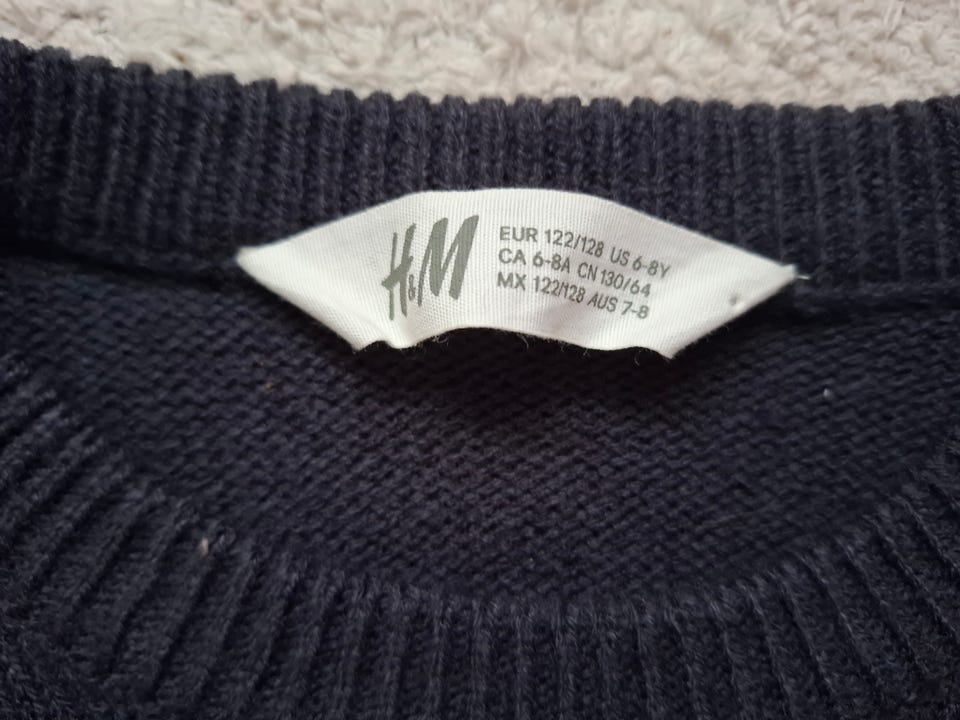 H&M
EUR 122/128 US 6-8Y
CA 6-8A CN 130/64
MX 122/128 AUS 7-8